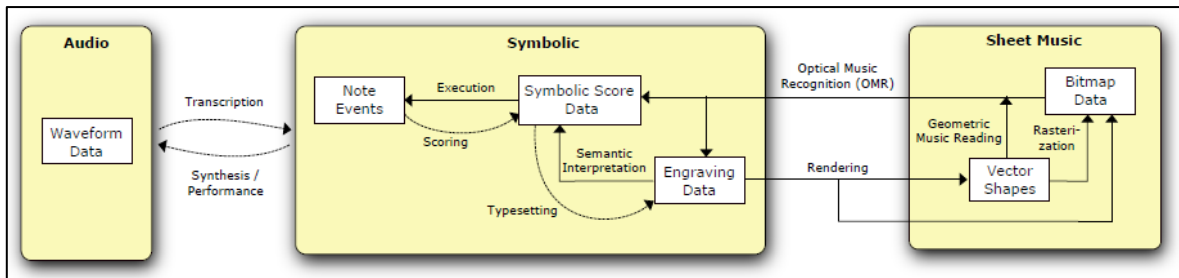 Audio
Waveform
Data
Transcription
Synthesis /
Performance
Symbolic
Note
Events
Execution
Scoring
Symbolic Score
Data
Semantic
Interpretation
Typesetting
Engraving
Data
Optical Music
Recognition (OMR)
Rendering
Sheet Music
Bitmap
Data
Geometric
Music Reading
Rasteri-
zation
Vector
Shapes